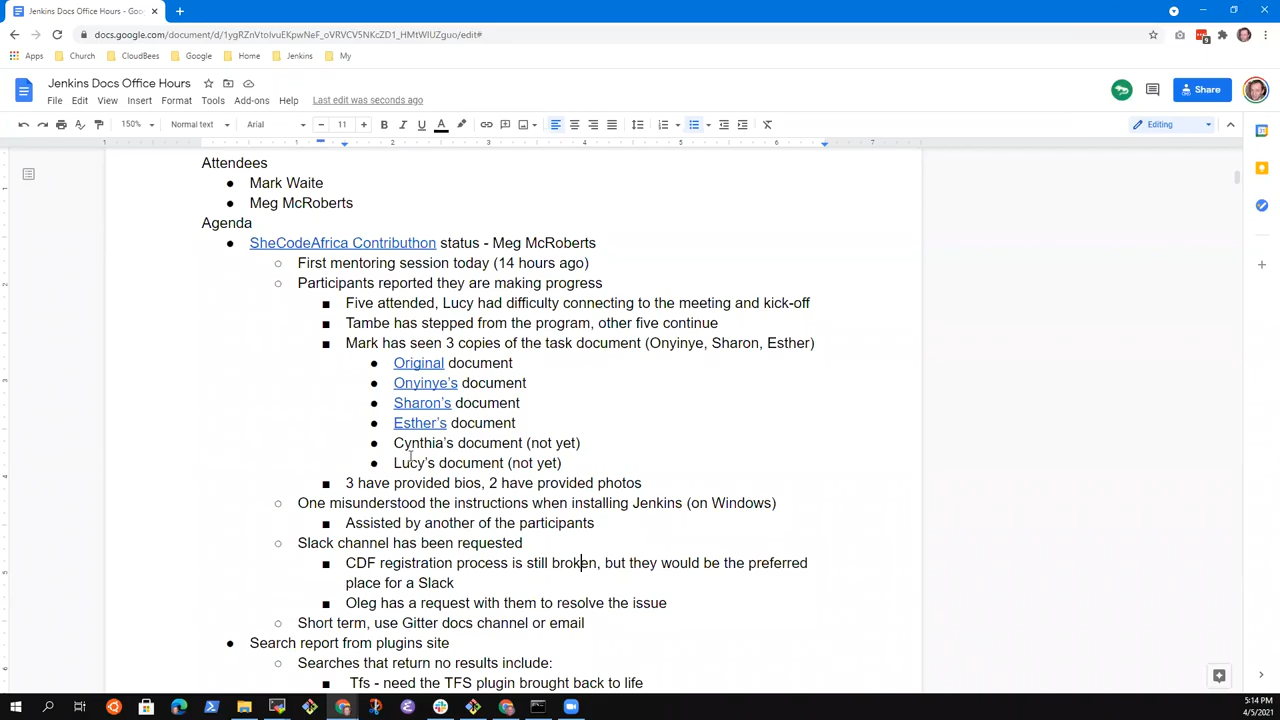 Jenkins Docs Office Hours - Goo
docs.google.com/document/d/1ygRZnVtoIvuEKpwNeF_oVRVCV5NKcZD1_HMtWIUZguo/edit#
Apps Church CloudBees Google Home Jenkins My
Jenkins Docs Office Hours
File Edit View Insert Format Tools Add-ons Help Last edit was seconds ago
Share
150% Normal text Arial 11 Editing
1 1 2 3 4 5 6 7
Attendees
Mark Waite
Meg McRoberts
Agenda
SheCodeAfrica Contributhon status - Meg McRoberts
First mentoring session today (14 hours ago)
Participants reported they are making progress
Five attended, Lucy had difficulty connecting to the meeting and kick-off
Tambe has stepped from the program, other five continue
Mark has seen 3 copies of the task document (Onyinye, Sharon, Esther)
Original document
Onyinye's document
Sharon's document
Esther's document
Cynthia's document (not yet)
Lucy's document (not yet)
3 have provided bios, 2 have provided photos
One misunderstood the instructions when installing Jenkins (on Windows)
Assisted by another of the participants
Slack channel has been requested
CDF registration process is still broken, but they would be the preferred
place for a Slack
Oleg has a request with them to resolve the issue
Short term, use Gitter docs channel or email
Search report from plugins site
Searches that return no results include:
Tfs - need the TFS plugin brought back to life
5:14 PM
4/5/2021